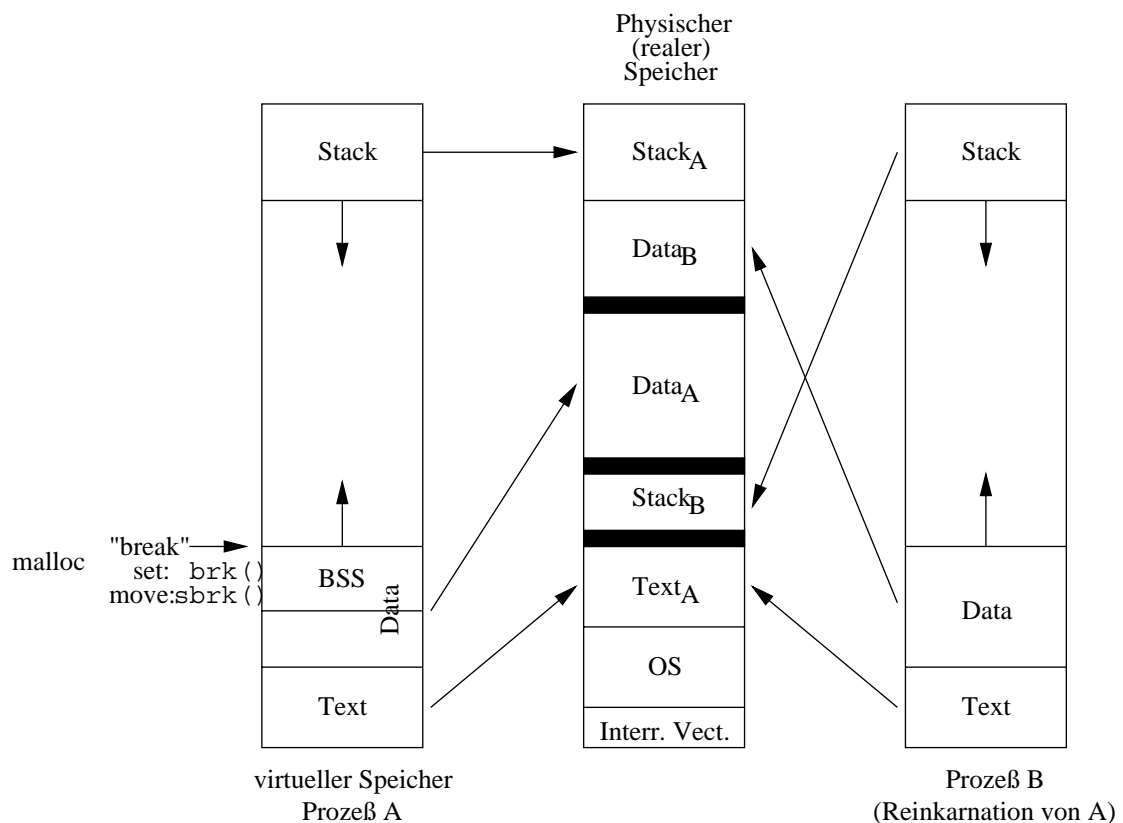 Physischer
(realer)
Speicher
Stack
StackA
Stack
DataB
DataA
StackB
malloc
"break"
set: brk()
move:sbrk()
BSS
Data
TextA
Data
OS
Text
Text
Interr. Vect.
virtueller Speicher
Prozeß A
Prozeß B
(Reinkarnation von A)